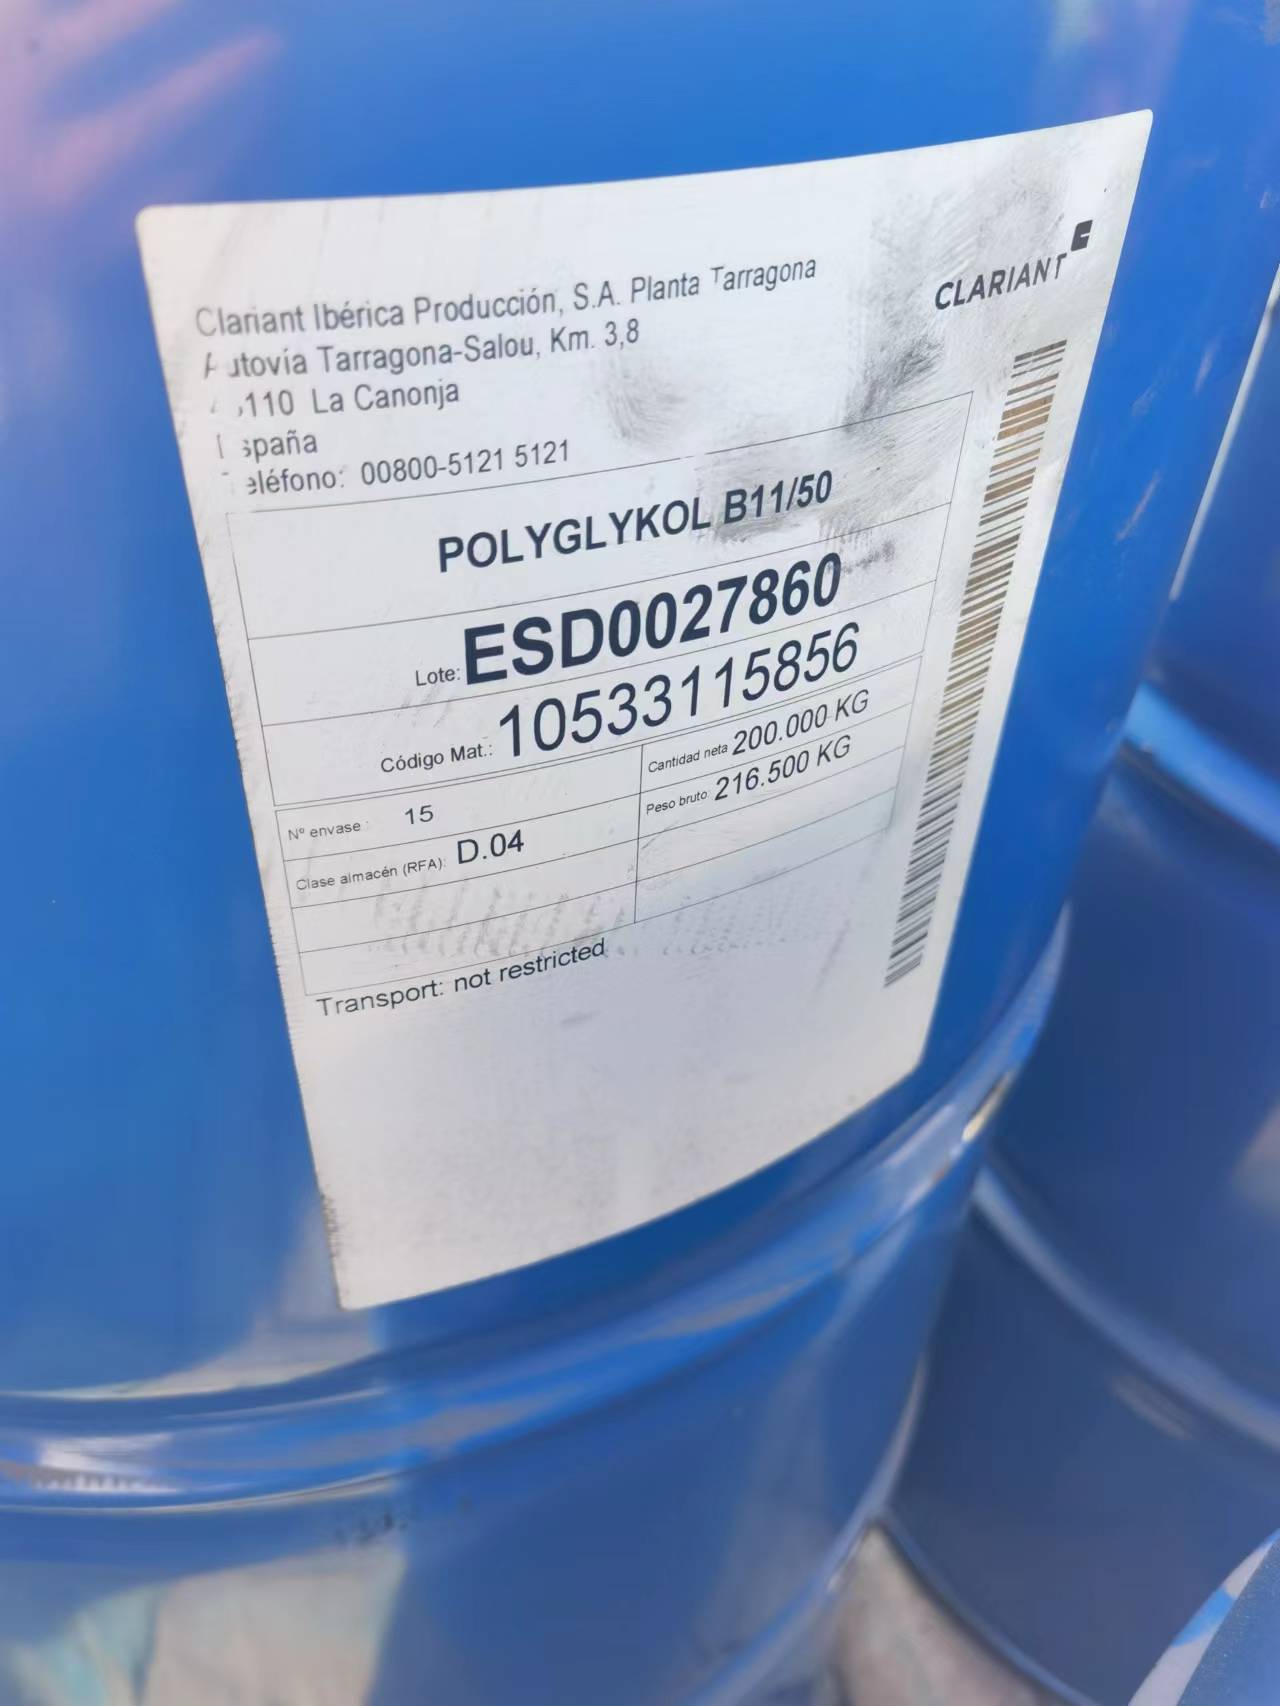 Clariant Ibérica Producción, S.A. Planta Tarragona
CLARIANT
Autovía Tarragona-Salou, Km. 3,8
110 La Canonja
España
Teléfono: 00800-5121 5121
POLYGLYKOL B11/50
Lote: ESD0027860
Código Mat.: 10533115856
Nº envase: 15
Cantidad neta 200.000 KG
Clase almacén (RFA): D.04
Peso bruto: 216.500 KG
Transport: not restricted